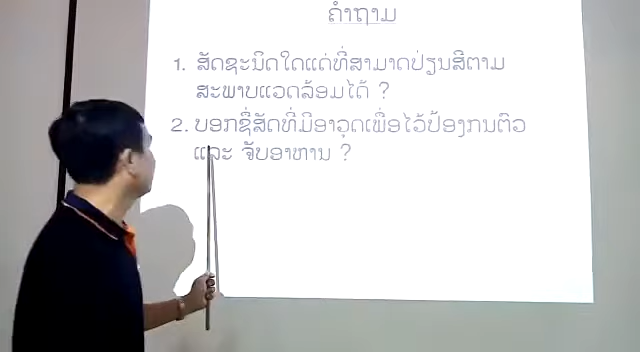 ຄຳຖາມ
1. ສັດຊະນິດໃດແດ່ທີ່ສາມາດປ່ຽນສີຕາມ
ສະພາບແວດລ້ອມໄດ້ ?
2. ບອກຊື່ສັດທີ່ມີອາວຸດເພື່ອໄວ້ປ້ອງກນຕົວ
ແລະ ຈັບອາຫານ ?